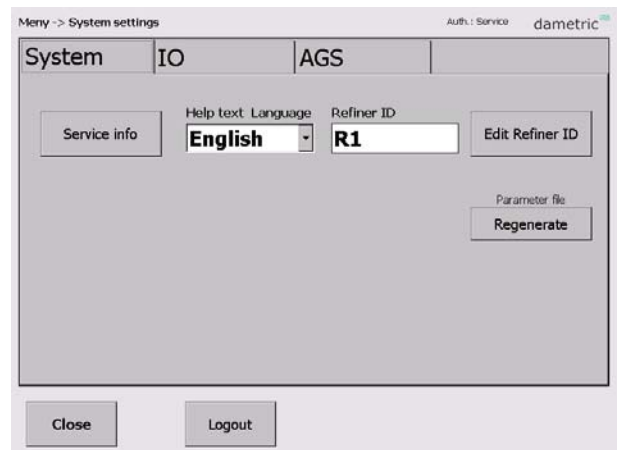 Meny -> System settings
Auth.: Service
dametric
System
IO
AGS
Help text Language
Refiner ID
Service info
English
R1
Edit Refiner ID
Parameter file
Regenerate
Close
Logout